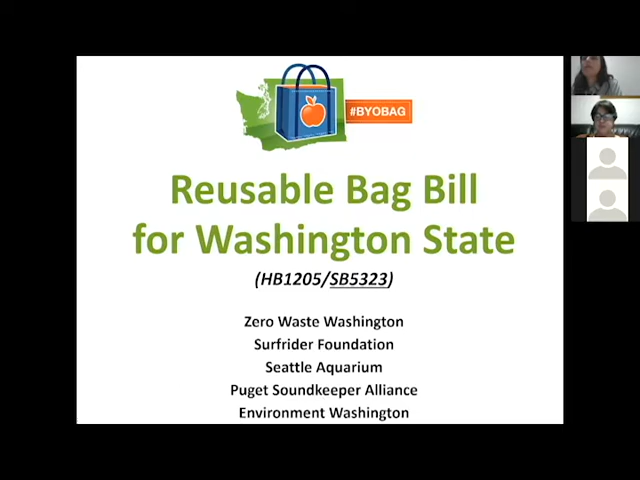 #BYOBAG
Reusable Bag Bill
for Washington State
(HB1205/SB5323)
Zero Waste Washington
Surfrider Foundation
Seattle Aquarium
Puget Soundkeeper Alliance
Environment Washington